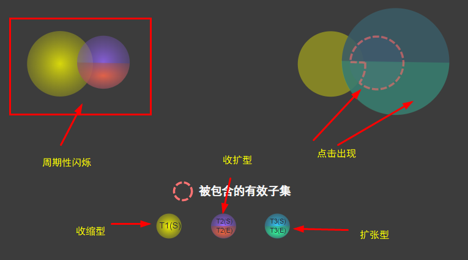 周期性闪烁
点击出现
收扩型
被包含的有效子集
收缩型
T1(S)
T2(S)
T2(E)
T3(S)
T3(E)
扩张型